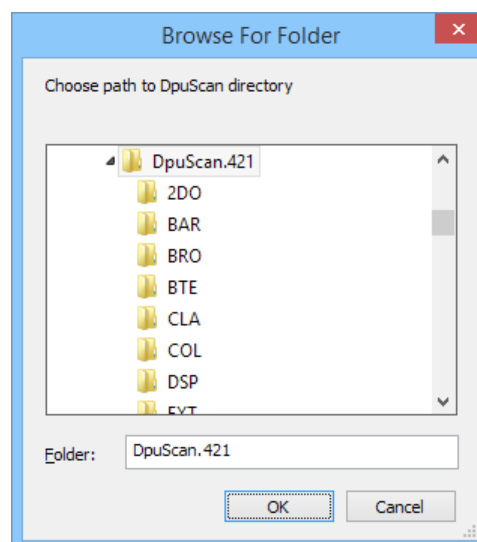 Browse For Folder
Choose path to DpuScan directory
DpuScan.421
2DO
BAR
BRO
BTE
CLA
COL
DSP
EXT
Folder:
DpuScan.421
OK
Cancel